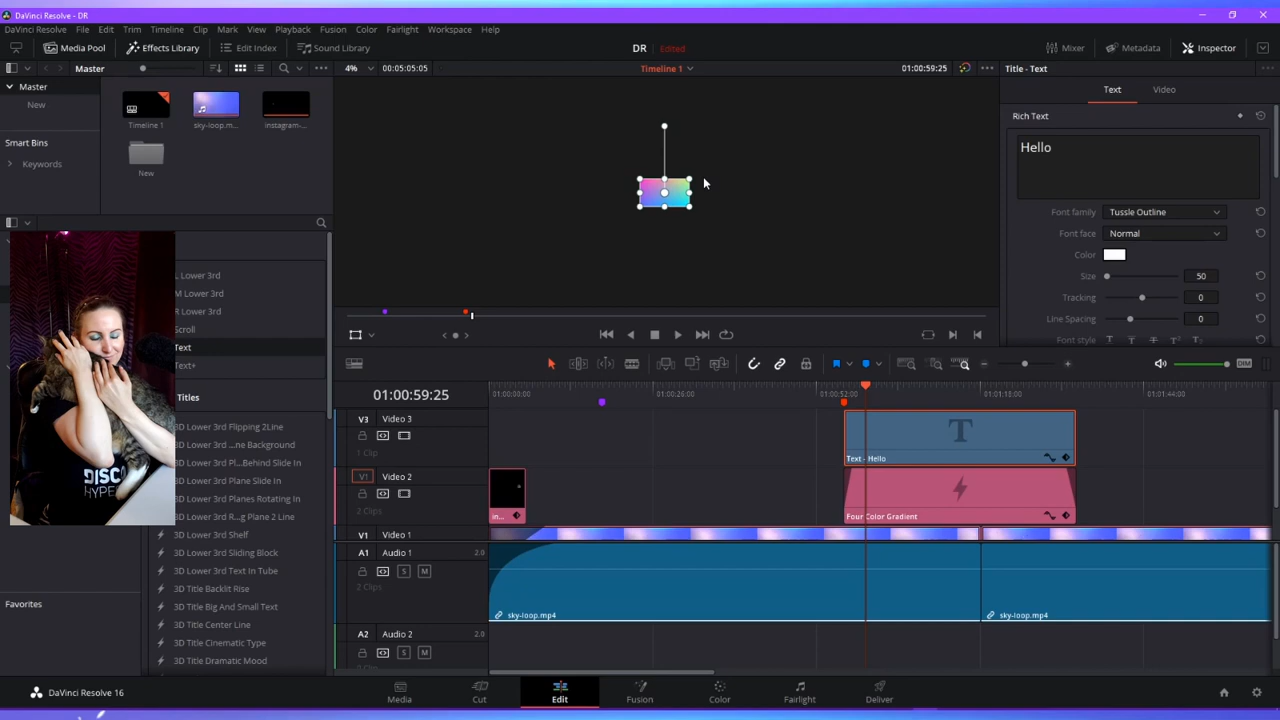 DaVinci Resolve - DR
DaVinci Resolve File Edit Trim Timeline Clip Mark View Playback Fusion Color Fairlight Workspace Help
Media Pool Effects Library Edit Index Sound Library DR Edited Mixer Metadata Inspector
Master 4% 00:05:05:05 Timeline 1 01:00:59:25 Title - Text
Master
New
Timeline 1 sky-loop.m... instagram-...
New
Smart Bins
Keywords
Text Video
Rich Text
Hello
Font family Tussle Outline
Font face Normal
Color
Size 50
Tracking 0
Line Spacing 0
Font style T T T T T
L Lower 3rd
M Lower 3rd
R Lower 3rd
Scroll
Text
Text+
Titles
3D Lower 3rd Flipping 2Line
3D Lower 3rd ...ne Background
3D Lower 3rd Pl...Behind Slide In
3D Lower 3rd Plane Slide In
3D Lower 3rd Planes Rotating In
3D Lower 3rd R...g Plane 2 Line
3D Lower 3rd Shelf
3D Lower 3rd Sliding Block
3D Lower 3rd Text In Tube
3D Title Backlit Rise
3D Title Big And Small Text
3D Title Center Line
3D Title Cinematic Type
3D Title Dramatic Mood
Favorites
DISCO
HYPE
DIM
01:00:59:25
01:00:00:00 01:00:26:00 01:00:52:00 01:01:18:00 01:01:44:00
V3 Video 3
1 Clip
T
Text - Hello
V1 Video 2
2 Clips
in...
Four Color Gradient
V1 Video 1
A1 Audio 1 2.0
S M
2 Clips
sky-loop.mp4 sky-loop.mp4
A2 Audio 2 2.0
S M
DaVinci Resolve 16
Media Cut Edit Fusion Color Fairlight Deliver